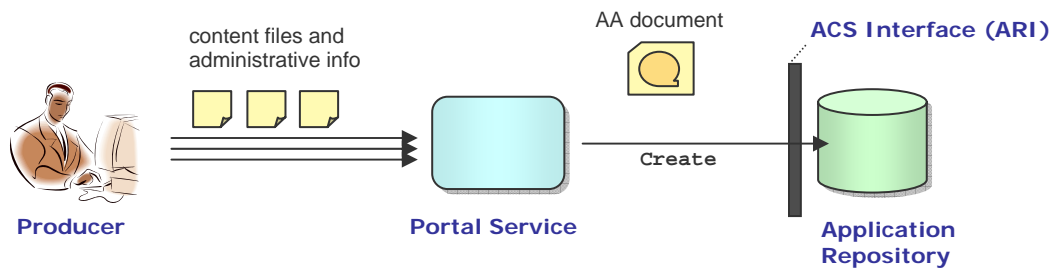 content files and
administrative info
AA document
ACS Interface (ARI)
Create
Producer
Portal Service
Application
Repository